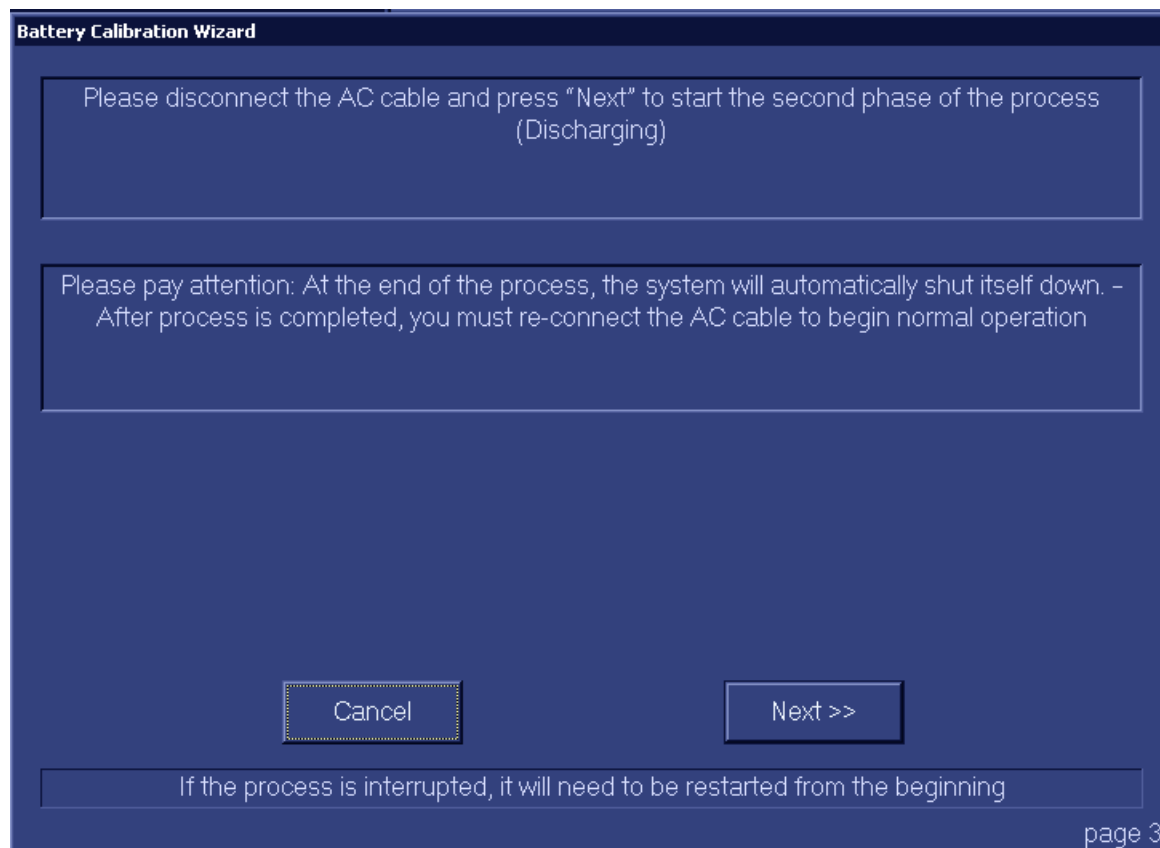 Battery Calibration Wizard
Please disconnect the AC cable and press “Next” to start the second phase of the process
(Discharging)
Please pay attention: At the end of the process, the system will automatically shut itself down. –
After process is completed, you must re-connect the AC cable to begin normal operation
Cancel
Next >>
If the process is interrupted, it will need to be restarted from the beginning
page 3